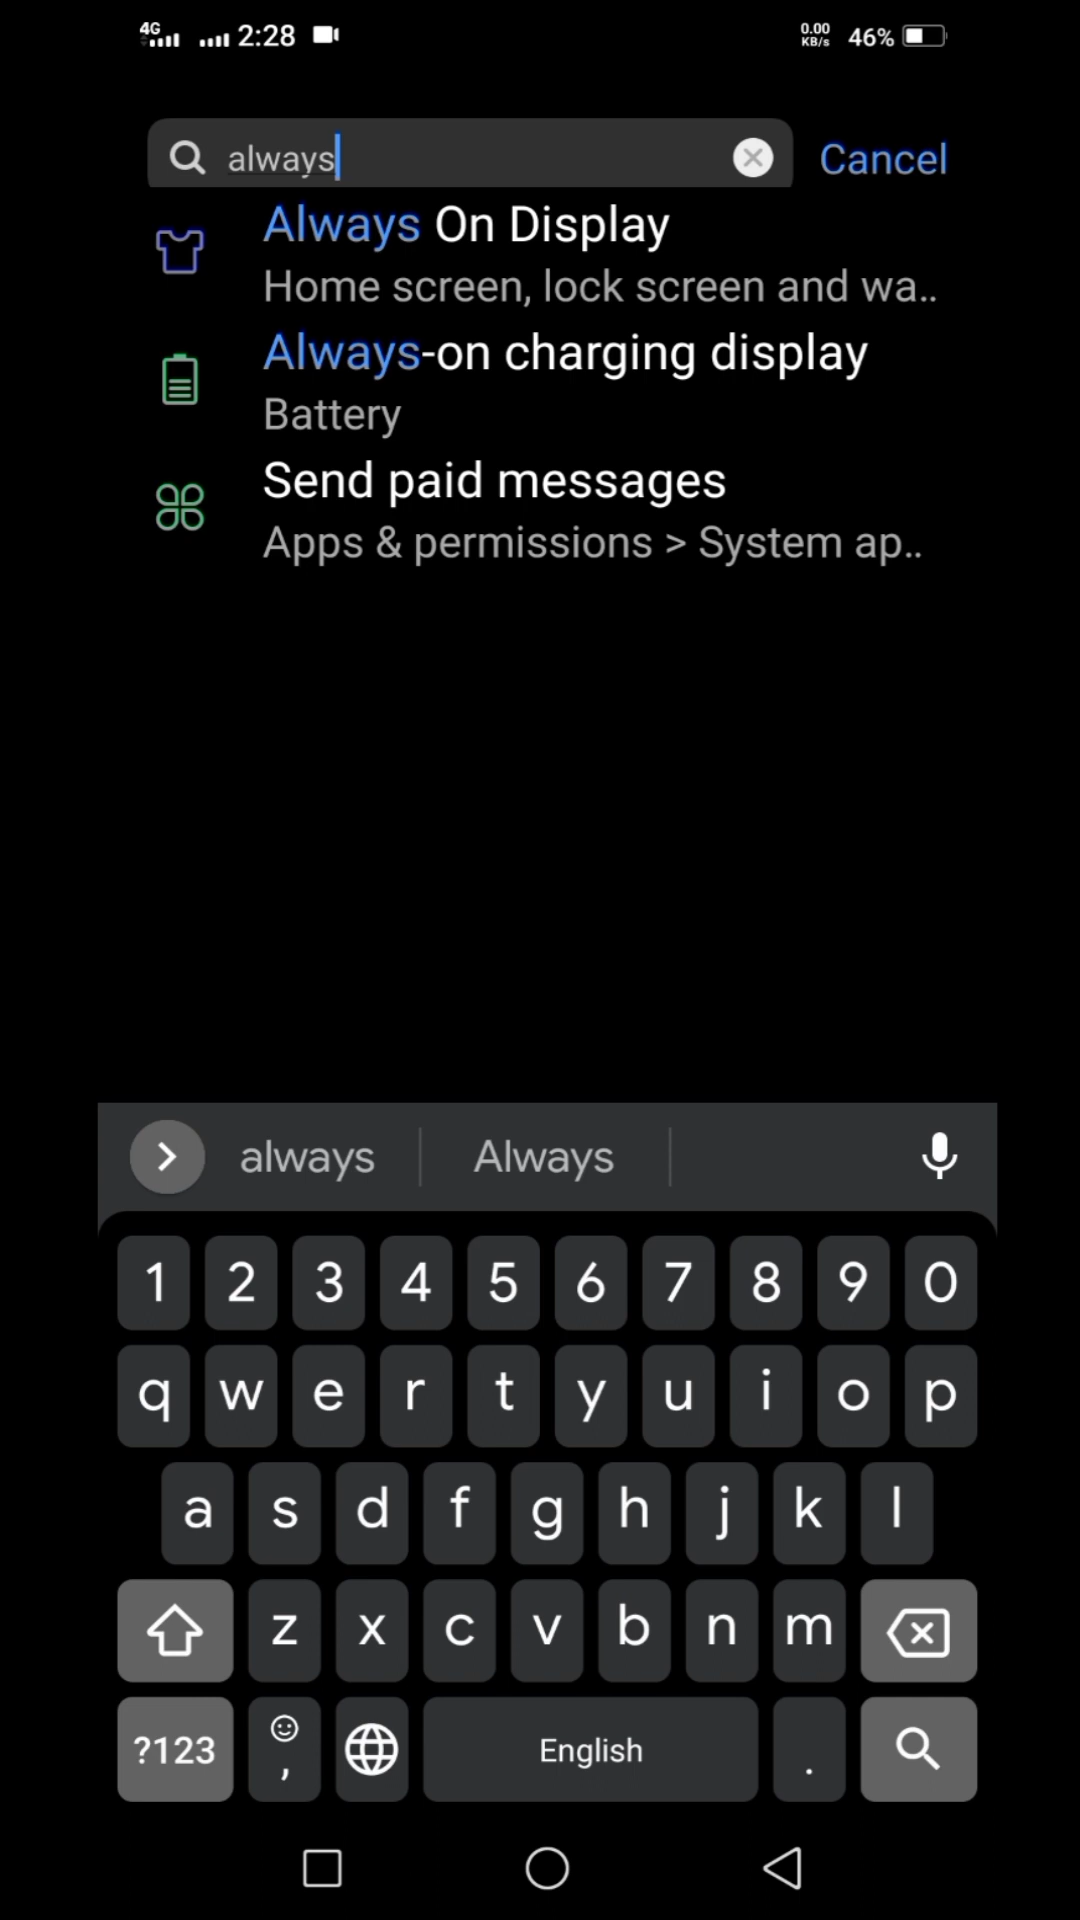 4G 2:28 0.00 KB/s 46%
always Cancel
Always On Display
Home screen, lock screen and wa..
Always-on charging display
Battery
Send paid messages
Apps & permissions > System ap..
always Always
1 2 3 4 5 6 7 8 9 0
q w e r t y u i o p
a s d f g h j k l
z x c v b n m
?123 , English .